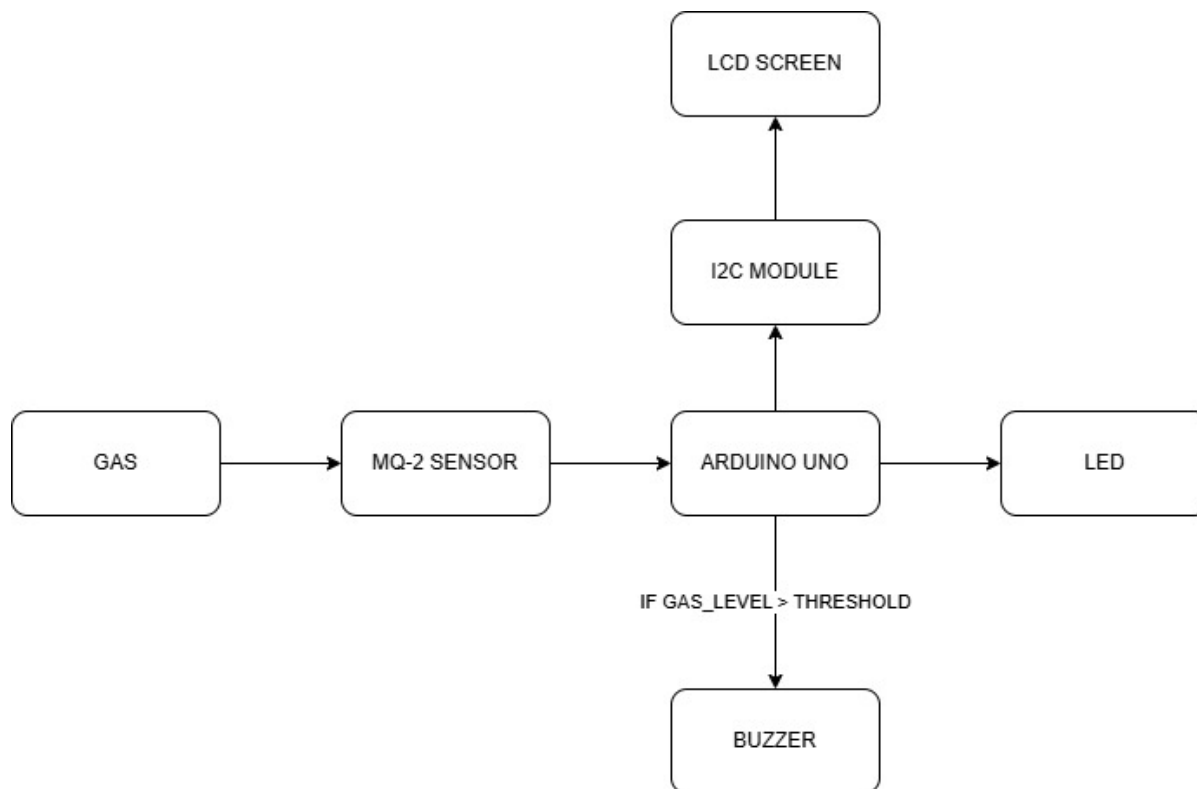 LCD SCREEN
I2C MODULE
GAS
MQ-2 SENSOR
ARDUINO UNO
LED
IF GAS_LEVEL > THRESHOLD
BUZZER